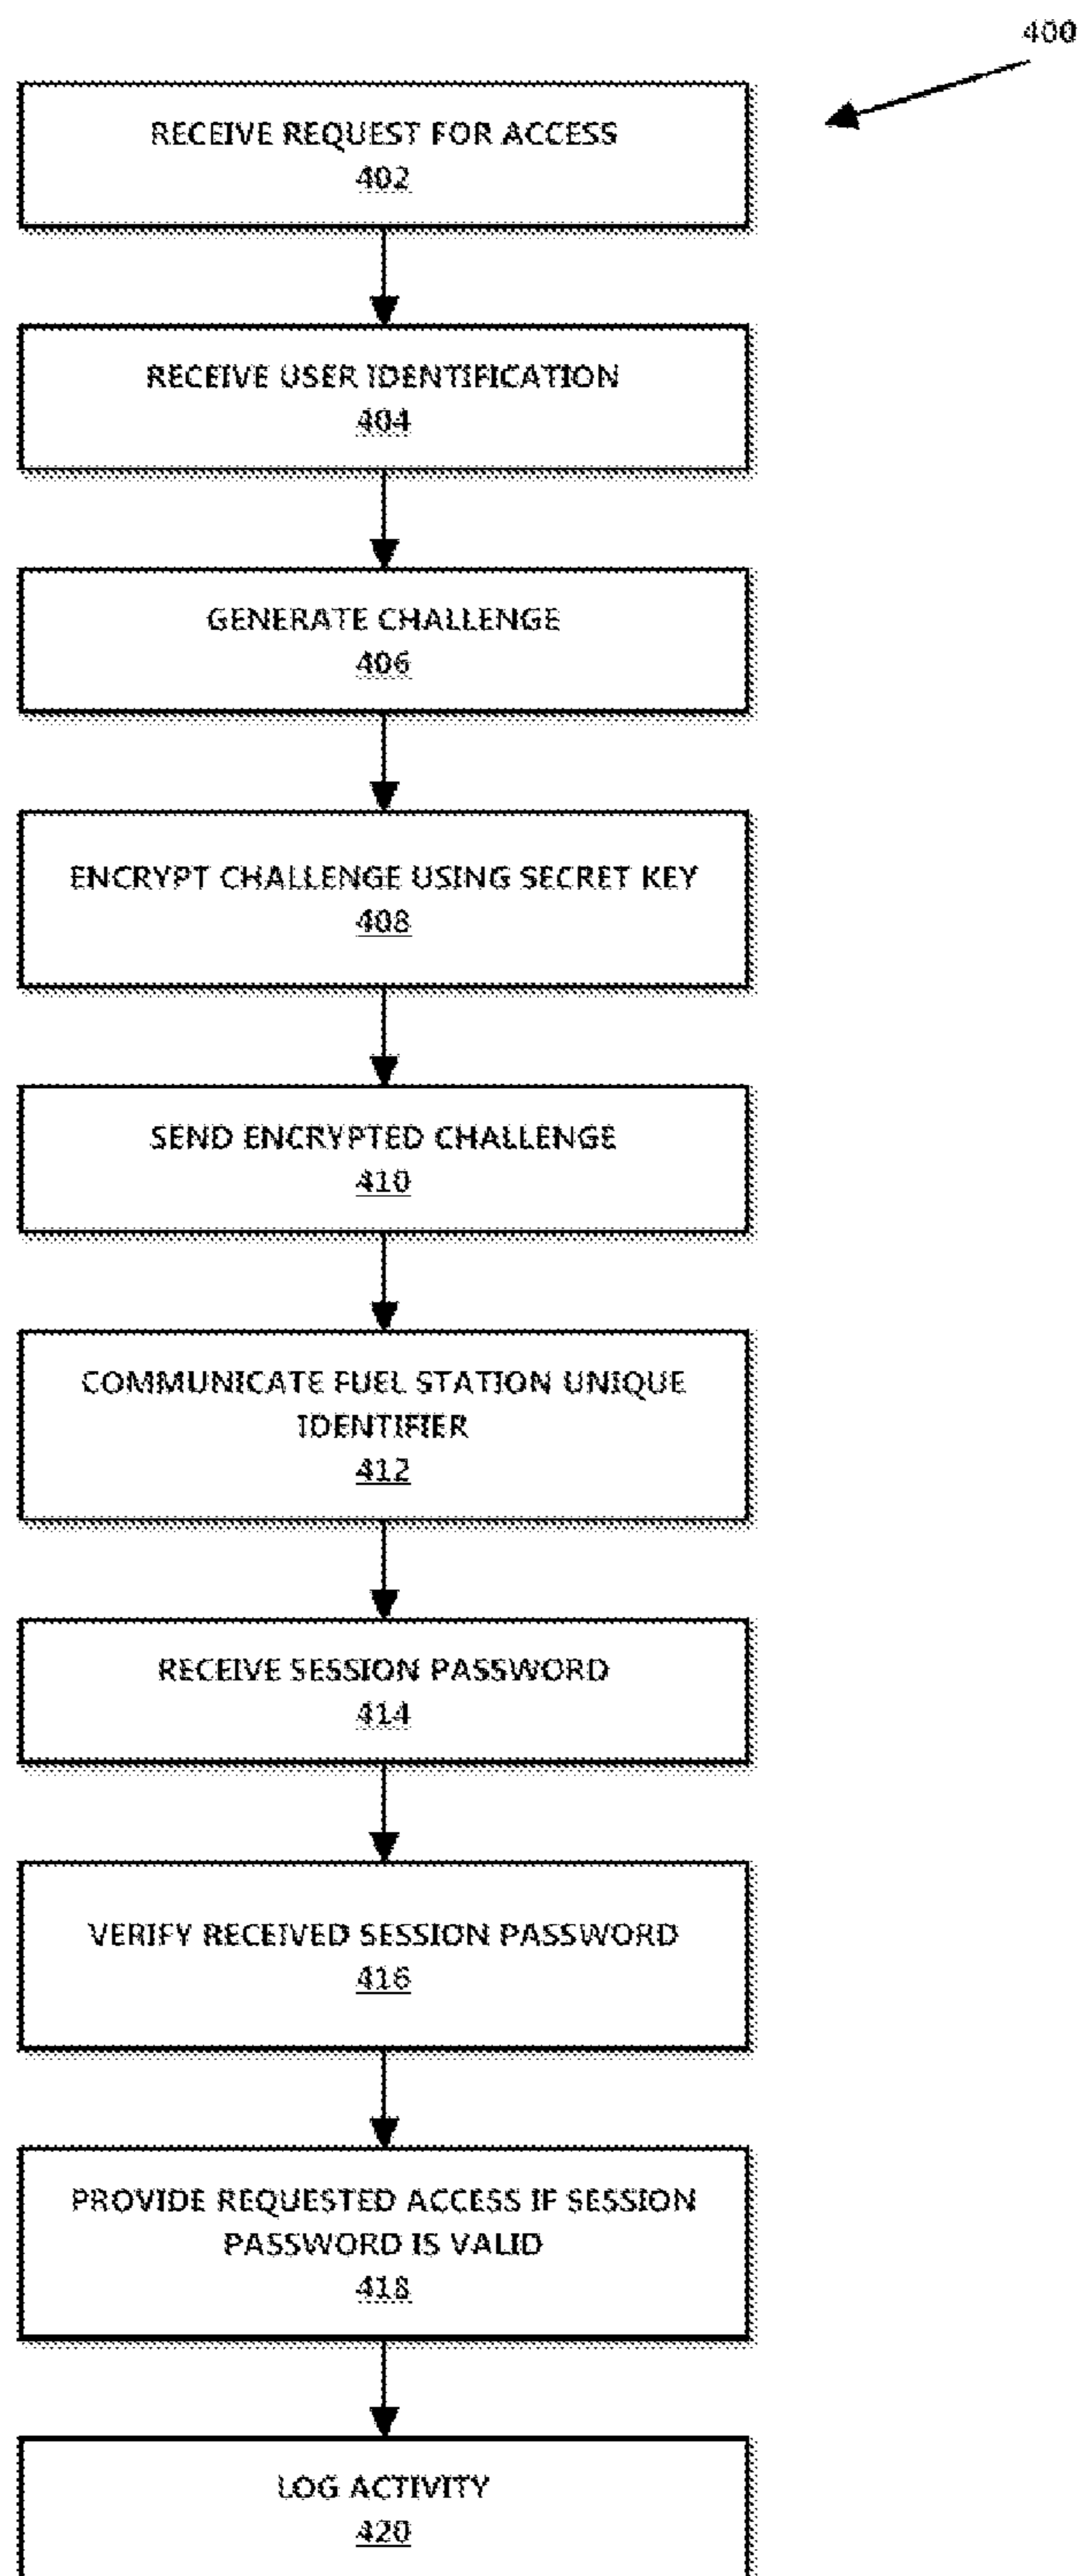 400
RECEIVE REQUEST FOR ACCESS
402
RECEIVE USER IDENTIFICATION
404
GENERATE CHALLENGE
406
ENCRYPT CHALLENGE USING SECRET KEY
408
SEND ENCRYPTED CHALLENGE
410
COMMUNICATE FUEL STATION UNIQUE
IDENTIFIER
412
RECEIVE SESSION PASSWORD
414
VERIFY RECEIVED SESSION PASSWORD
416
PROVIDE REQUESTED ACCESS IF SESSION
PASSWORD IS VALID
418
LOG ACTIVITY
420